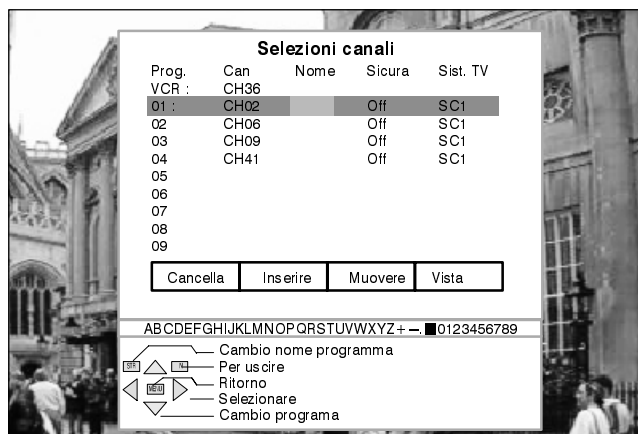 Selezioni canali
Prog. Can Nome Sicura Sist. TV
VCR : CH36
01 : CH02 Off SC1
02 CH06 Off SC1
03 CH09 Off SC1
04 CH41 Off SC1
05
06
07
08
09
Cancella Inserire Muovere Vista
ABCDEFGHIJKLMNOPQRSTUVWXYZ+–. ■0123456789
Cambio nome programma
STR N Per uscire
Ritorno
MENU Selezionare
Cambio programa